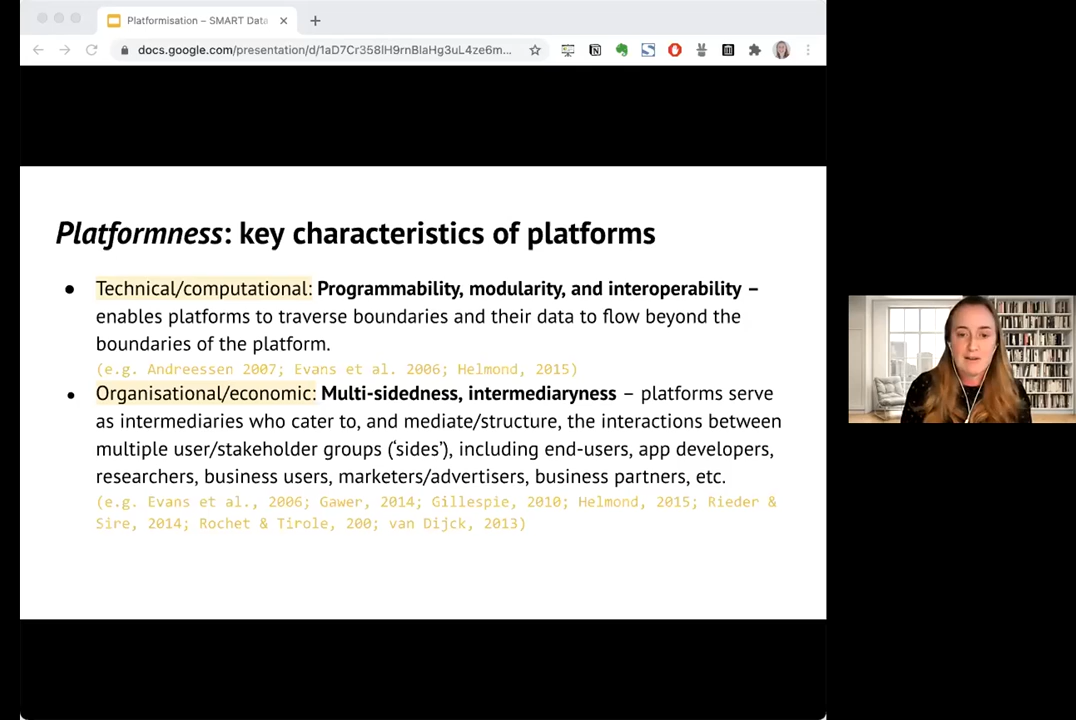 Platformisation – SMART Data
docs.google.com/presentation/d/1aD7Cr358lH9rnBlaHg3uL4ze6m...
Platformness: key characteristics of platforms
● Technical/computational: Programmability, modularity, and interoperability –
enables platforms to traverse boundaries and their data to flow beyond the
boundaries of the platform.
(e.g. Andreessen 2007; Evans et al. 2006; Helmond, 2015)
● Organisational/economic: Multi-sidedness, intermediaryness – platforms serve
as intermediaries who cater to, and mediate/structure, the interactions between
multiple user/stakeholder groups (‘sides’), including end-users, app developers,
researchers, business users, marketers/advertisers, business partners, etc.
(e.g. Evans et al., 2006; Gawer, 2014; Gillespie, 2010; Helmond, 2015; Rieder &
Sire, 2014; Rochet & Tirole, 200; van Dijck, 2013)